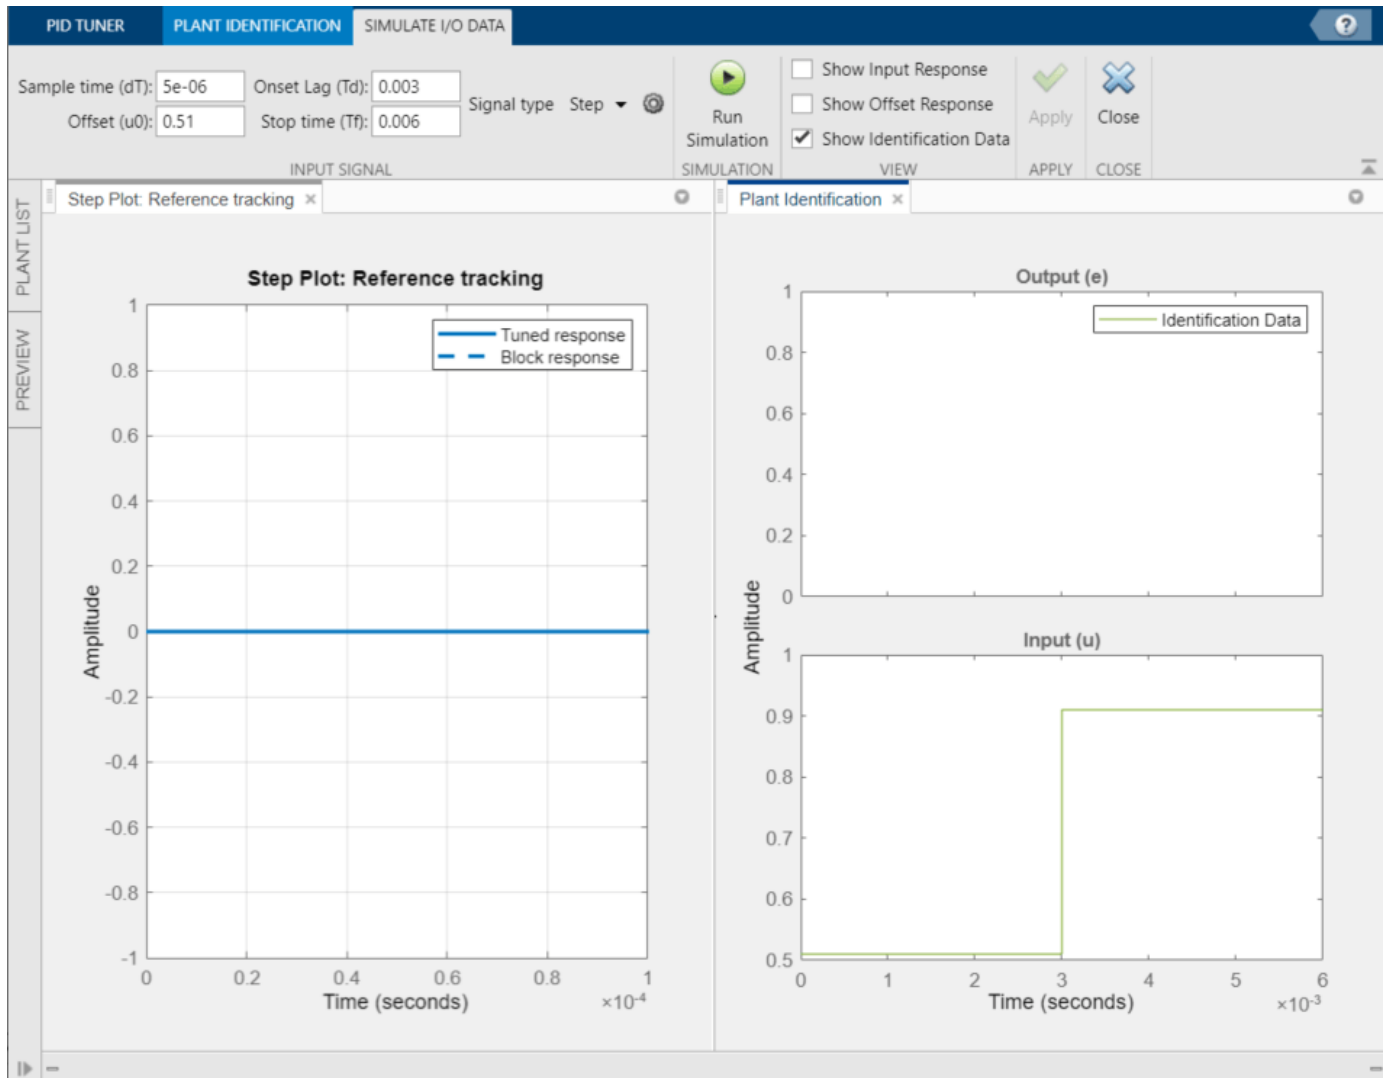 PID TUNER
PLANT IDENTIFICATION
SIMULATE I/O DATA
?
Sample time (dT): 5e-06
Onset Lag (Td): 0.003
Offset (u0): 0.51
Stop time (Tf): 0.006
Signal type Step
INPUT SIGNAL
Run
Simulation
SIMULATION
Show Input Response
Show Offset Response
Show Identification Data
VIEW
Apply
APPLY
Close
CLOSE
PLANT LIST
PREVIEW
Step Plot: Reference tracking ×
Step Plot: Reference tracking
Tuned response
Block response
1
0.8
0.6
0.4
0.2
0
-0.2
-0.4
-0.6
-0.8
-1
Amplitude
0 0.2 0.4 0.6 0.8 1
Time (seconds)
×10⁻⁴
Plant Identification ×
Output (e)
Identification Data
1
0.8
0.6
0.4
0.2
0
Amplitude
Input (u)
1
0.9
0.8
0.7
0.6
0.5
0 1 2 3 4 5 6
Time (seconds)
×10⁻³